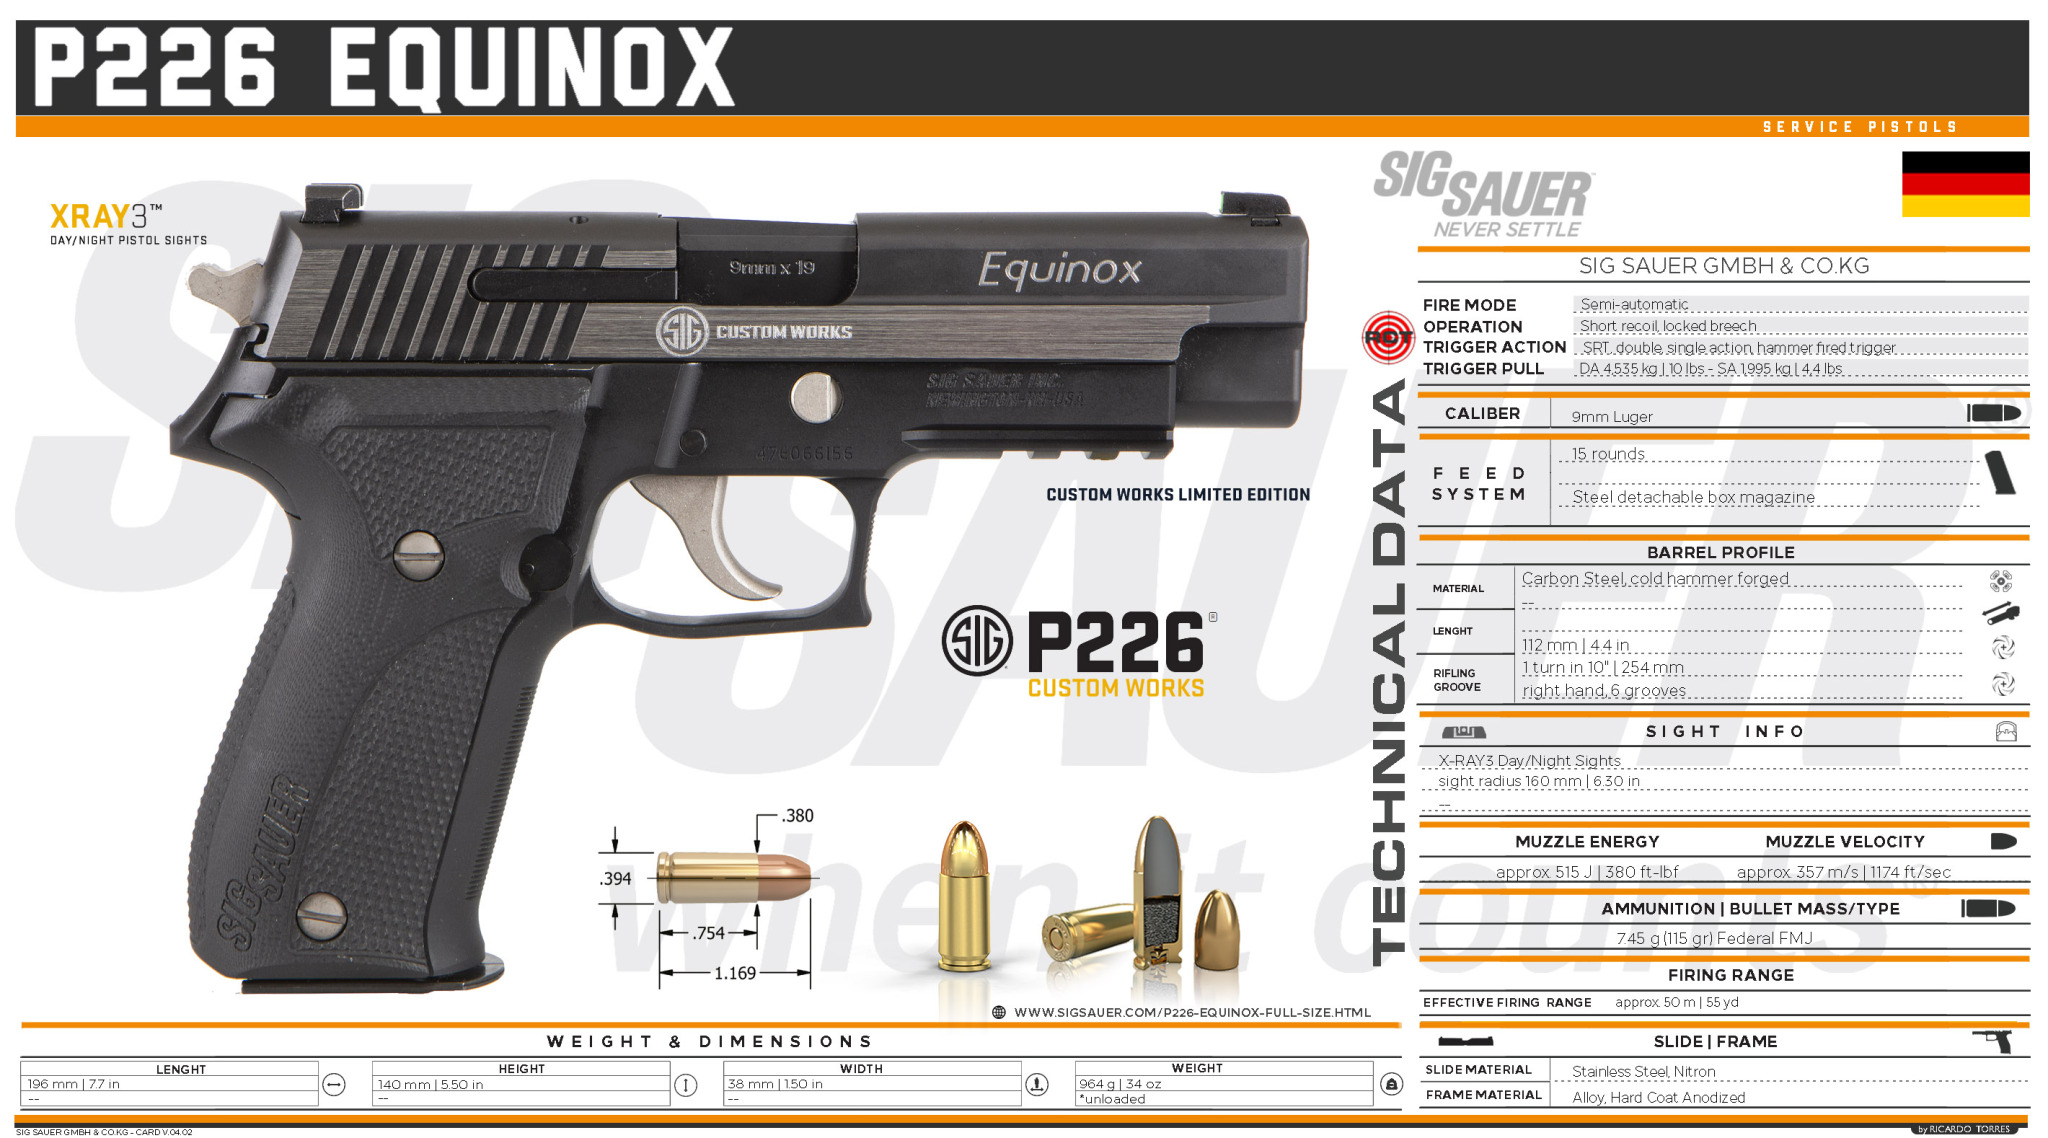 P226 EQUINOX
SERVICE PISTOLS
XRAY3™
DAY/NIGHT PISTOL SIGHTS
9mm x 19
Equinox
SIG CUSTOM WORKS
SIG SAUER INC.
NEWINGTON-NH-USA
CUSTOM WORKS LIMITED EDITION
SIG P226®
CUSTOM WORKS
SIG SAUER
.380
.394
.754
1.169
when it counts
WWW.SIGSAUER.COM/P226-EQUINOX-FULL-SIZE.HTML
SIG SAUER
NEVER SETTLE
SIG SAUER GMBH & CO.KG
RDT
TECHNICAL DATA
FIRE MODE Semi-automatic
OPERATION Short recoil, locked breech
TRIGGER ACTION SRT, double, single action, hammer fired trigger
TRIGGER PULL DA 4,535 kg | 10 lbs - SA 1,995 kg | 4,4 lbs
CALIBER 9mm Luger
FEED SYSTEM
15 rounds
Steel detachable box magazine
BARREL PROFILE
MATERIAL Carbon Steel, cold hammer forged
--
LENGHT
112 mm | 4.4 in
RIFLING GROOVE
1 turn in 10" | 254 mm
right hand, 6 grooves
SIGHT INFO
X-RAY3 Day/Night Sights
sight radius 160 mm | 6.30 in
--
MUZZLE ENERGY MUZZLE VELOCITY
approx. 515 J | 380 ft-lbf approx. 357 m/s | 1174 ft/sec
AMMUNITION | BULLET MASS/TYPE
7.45 g (115 gr) Federal FMJ
FIRING RANGE
EFFECTIVE FIRING RANGE approx. 50 m | 55 yd
SLIDE | FRAME
SLIDE MATERIAL Stainless Steel, Nitron
FRAME MATERIAL Alloy, Hard Coat Anodized
WEIGHT & DIMENSIONS
LENGHT HEIGHT WIDTH WEIGHT
196 mm | 7.7 in 140 mm | 5.50 in 38 mm | 1.50 in 964 g | 34 oz
-- -- -- *unloaded
SIG SAUER GMBH & CO.KG - CARD V.04.02
by RICARDO TORRES